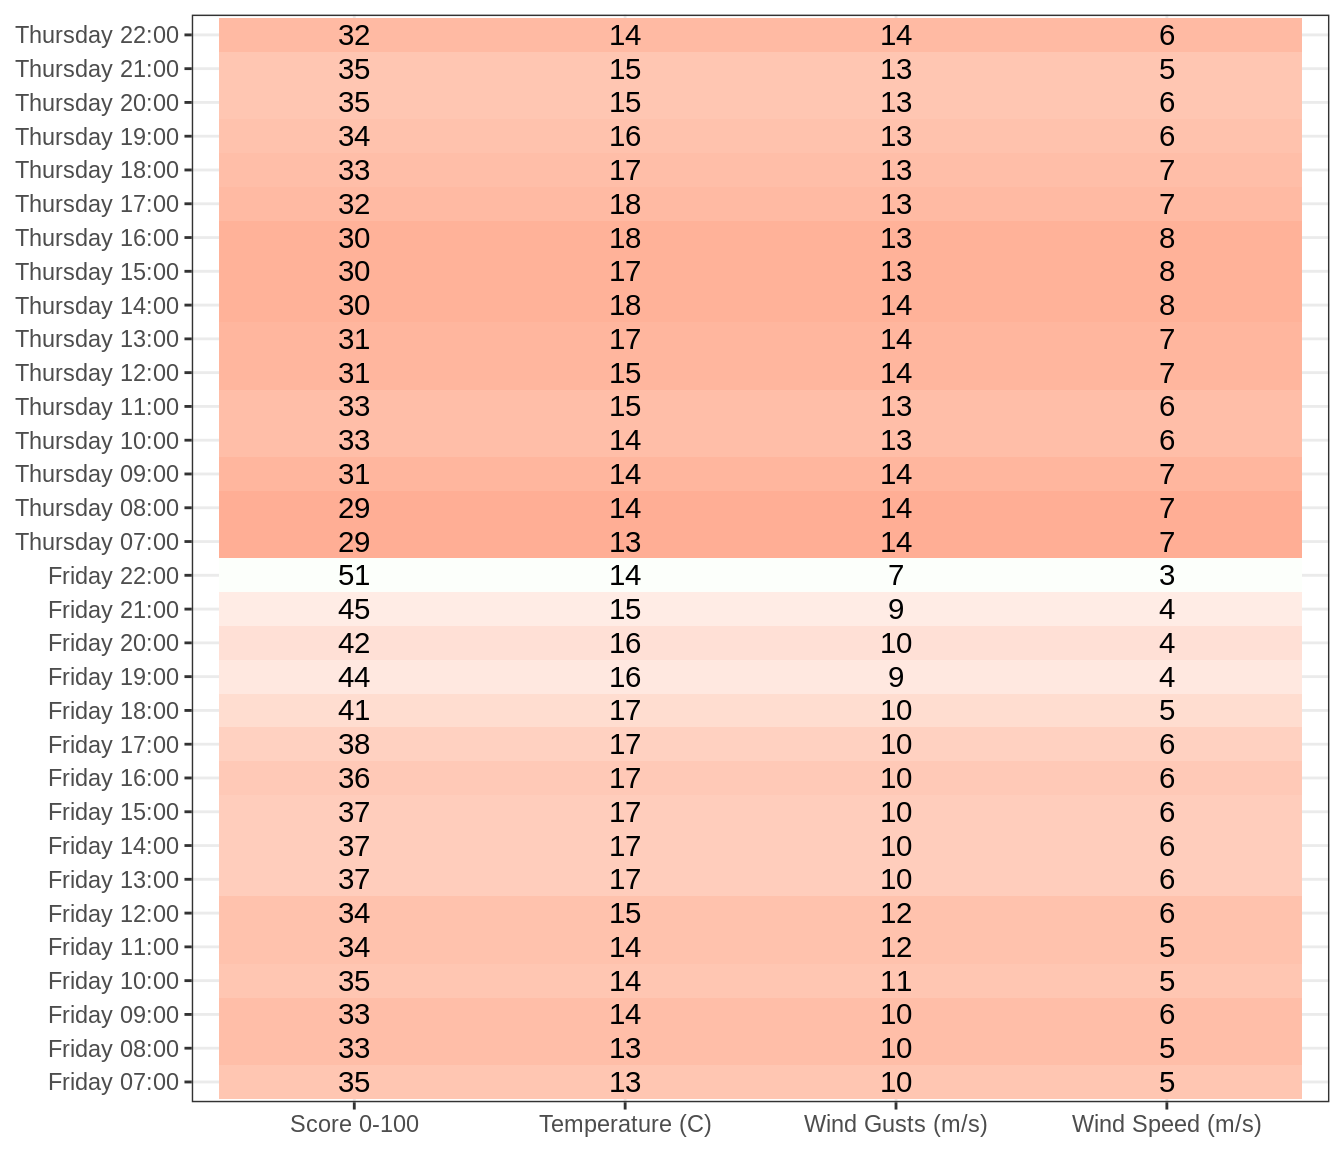 Thursday 22:00 32 14 14 6
Thursday 21:00 35 15 13 5
Thursday 20:00 35 15 13 6
Thursday 19:00 34 16 13 6
Thursday 18:00 33 17 13 7
Thursday 17:00 32 18 13 7
Thursday 16:00 30 18 13 8
Thursday 15:00 30 17 13 8
Thursday 14:00 30 18 14 8
Thursday 13:00 31 17 14 7
Thursday 12:00 31 15 14 7
Thursday 11:00 33 15 13 6
Thursday 10:00 33 14 13 6
Thursday 09:00 31 14 14 7
Thursday 08:00 29 14 14 7
Thursday 07:00 29 13 14 7
Friday 22:00 51 14 7 3
Friday 21:00 45 15 9 4
Friday 20:00 42 16 10 4
Friday 19:00 44 16 9 4
Friday 18:00 41 17 10 5
Friday 17:00 38 17 10 6
Friday 16:00 36 17 10 6
Friday 15:00 37 17 10 6
Friday 14:00 37 17 10 6
Friday 13:00 37 17 10 6
Friday 12:00 34 15 12 6
Friday 11:00 34 14 12 5
Friday 10:00 35 14 11 5
Friday 09:00 33 14 10 6
Friday 08:00 33 13 10 5
Friday 07:00 35 13 10 5
Score 0-100 Temperature (C) Wind Gusts (m/s) Wind Speed (m/s)